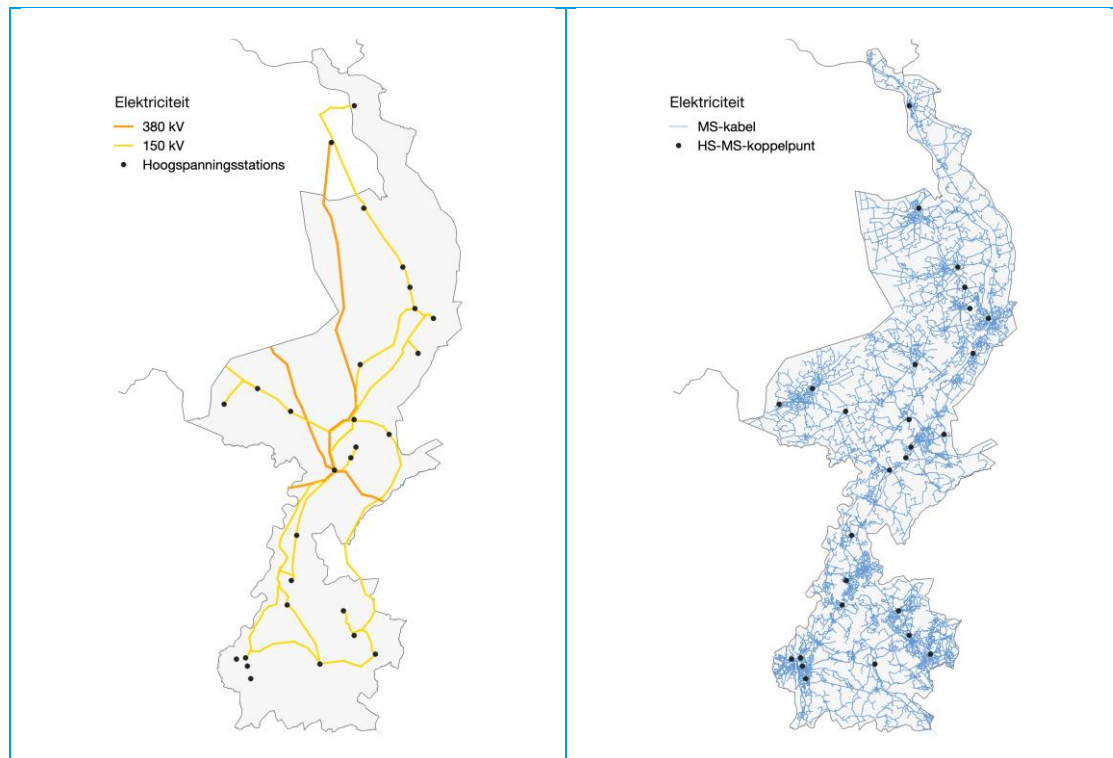 Elektriciteit
380 kV
150 kV
Hoogspanningsstations
Elektriciteit
MS-kabel
HS-MS-koppelpunt